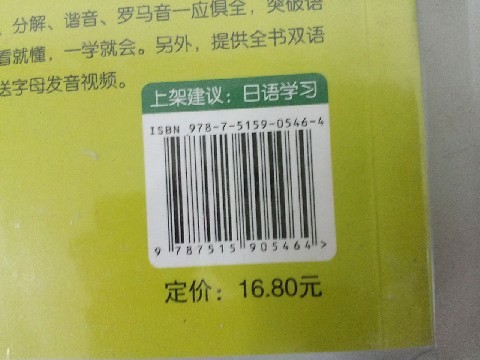 、分解、谐音、罗马音一应俱全，突破语
看就懂，一学就会。另外，提供全书双语
送字母发音视频。
上架建议：日语学习
ISBN 978-7-5159-0546-4
9 787515 905464 >
定价：16.80元